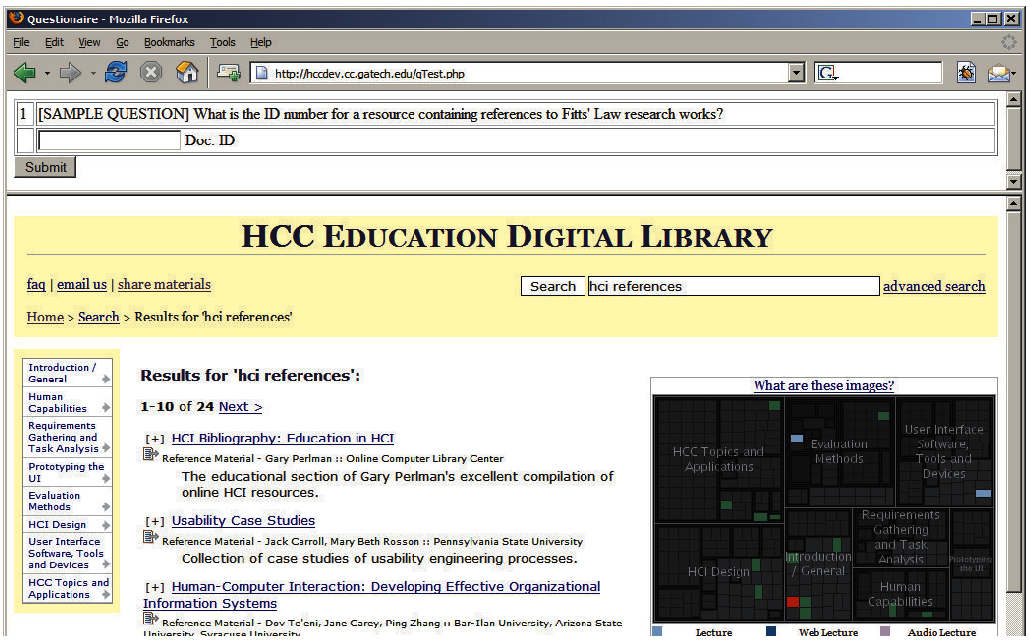 Questionaire - Mozilla Firefox
File Edit View Go Bookmarks Tools Help
http://hccdev.cc.gatech.edu/qTest.php
G
1 [SAMPLE QUESTION] What is the ID number for a resource containing references to Fitts' Law research works?
Doc. ID
Submit
HCC EDUCATION DIGITAL LIBRARY
faq | email us | share materials
Search hci references advanced search
Home > Search > Results for 'hci references'
Introduction /
General
Human
Capabilities
Requirements
Gathering and
Task Analysis
Prototyping the
UI
Evaluation
Methods
HCI Design
User Interface
Software, Tools
and Devices
HCC Topics and
Applications
Results for 'hci references':
1-10 of 24 Next >
[+] HCI Bibliography: Education in HCI
Reference Material - Gary Perlman :: Online Computer Library Center
The educational section of Gary Perlman's excellent compilation of
online HCI resources.
[+] Usability Case Studies
Reference Material - Jack Carroll, Mary Beth Rosson :: Pennsylvania State University
Collection of case studies of usability engineering processes.
[+] Human-Computer Interaction: Developing Effective Organizational
Information Systems
Reference Material - Dov Te'eni, Jane Carey, Ping Zhang :: Bar-Ilan University, Arizona State
University, Syracuse University
What are these images?
HCC Topics and
Applications
Evaluation
Methods
User Interface
Software,
Tools and
Devices
HCI Design
Introduction
/ General
Requirements
Gathering
and Task
Analysis
Human
Capabilities
Prototyping
the UI
Lecture Web Lecture Audio Lecture